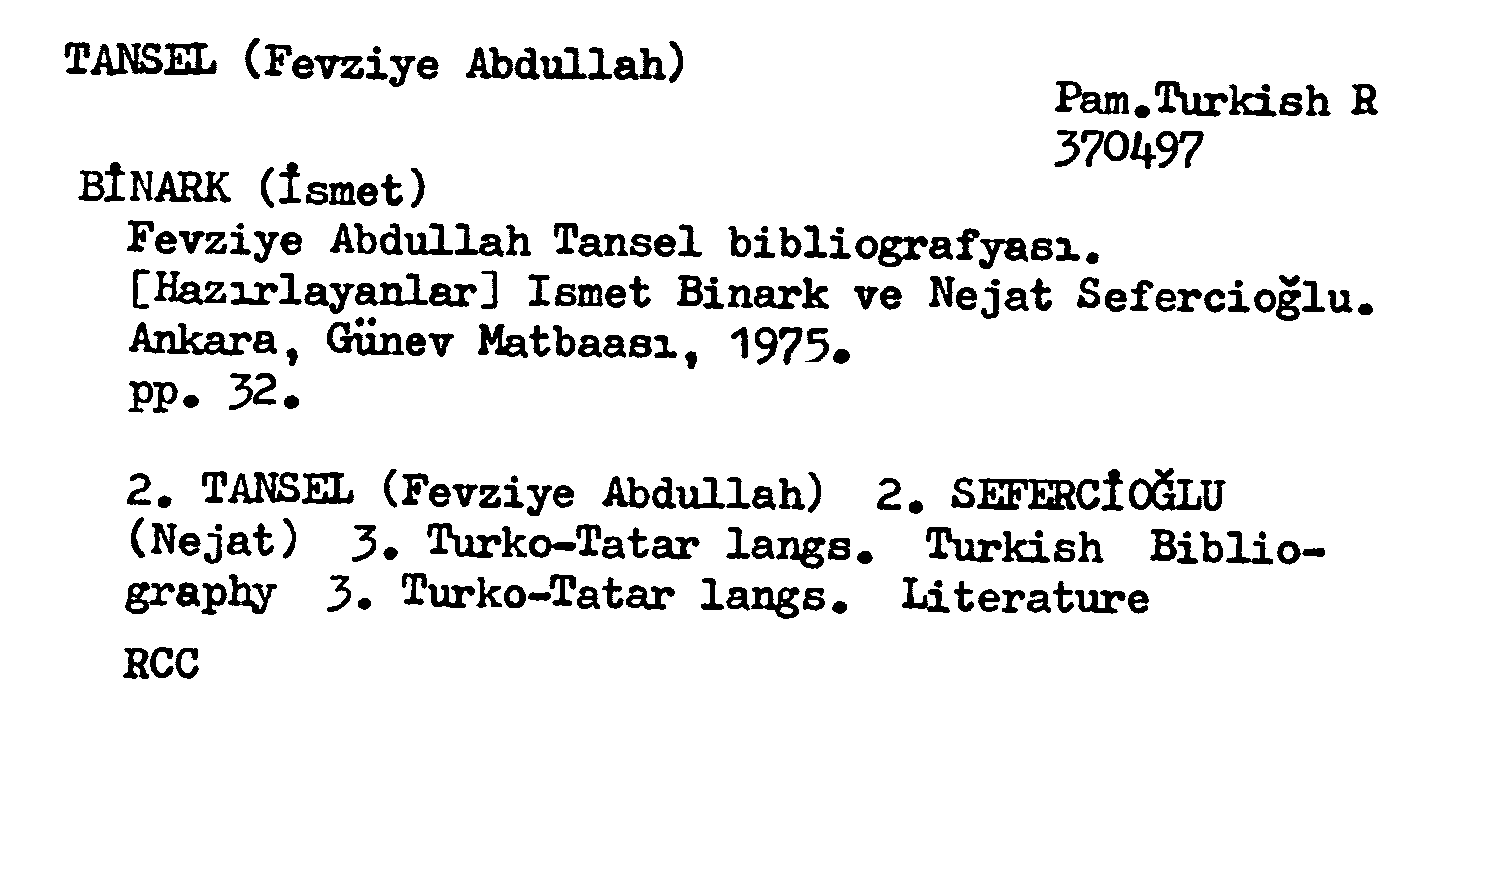 TANSEL (Fevziye Abdullah)
Pam.Turkish R
370497
BİNARK (İsmet)
Fevziye Abdullah Tansel bibliografyası.
[Hazırlayanlar] Ismet Binark ve Nejat Sefercioğlu.
Ankara, Günev Matbaası, 1975.
pp. 32.
2. TANSEL (Fevziye Abdullah) 2. SEFERCİOĞLU
(Nejat) 3. Turko-Tatar langs. Turkish Biblio-
graphy 3. Turko-Tatar langs. Literature
RCC